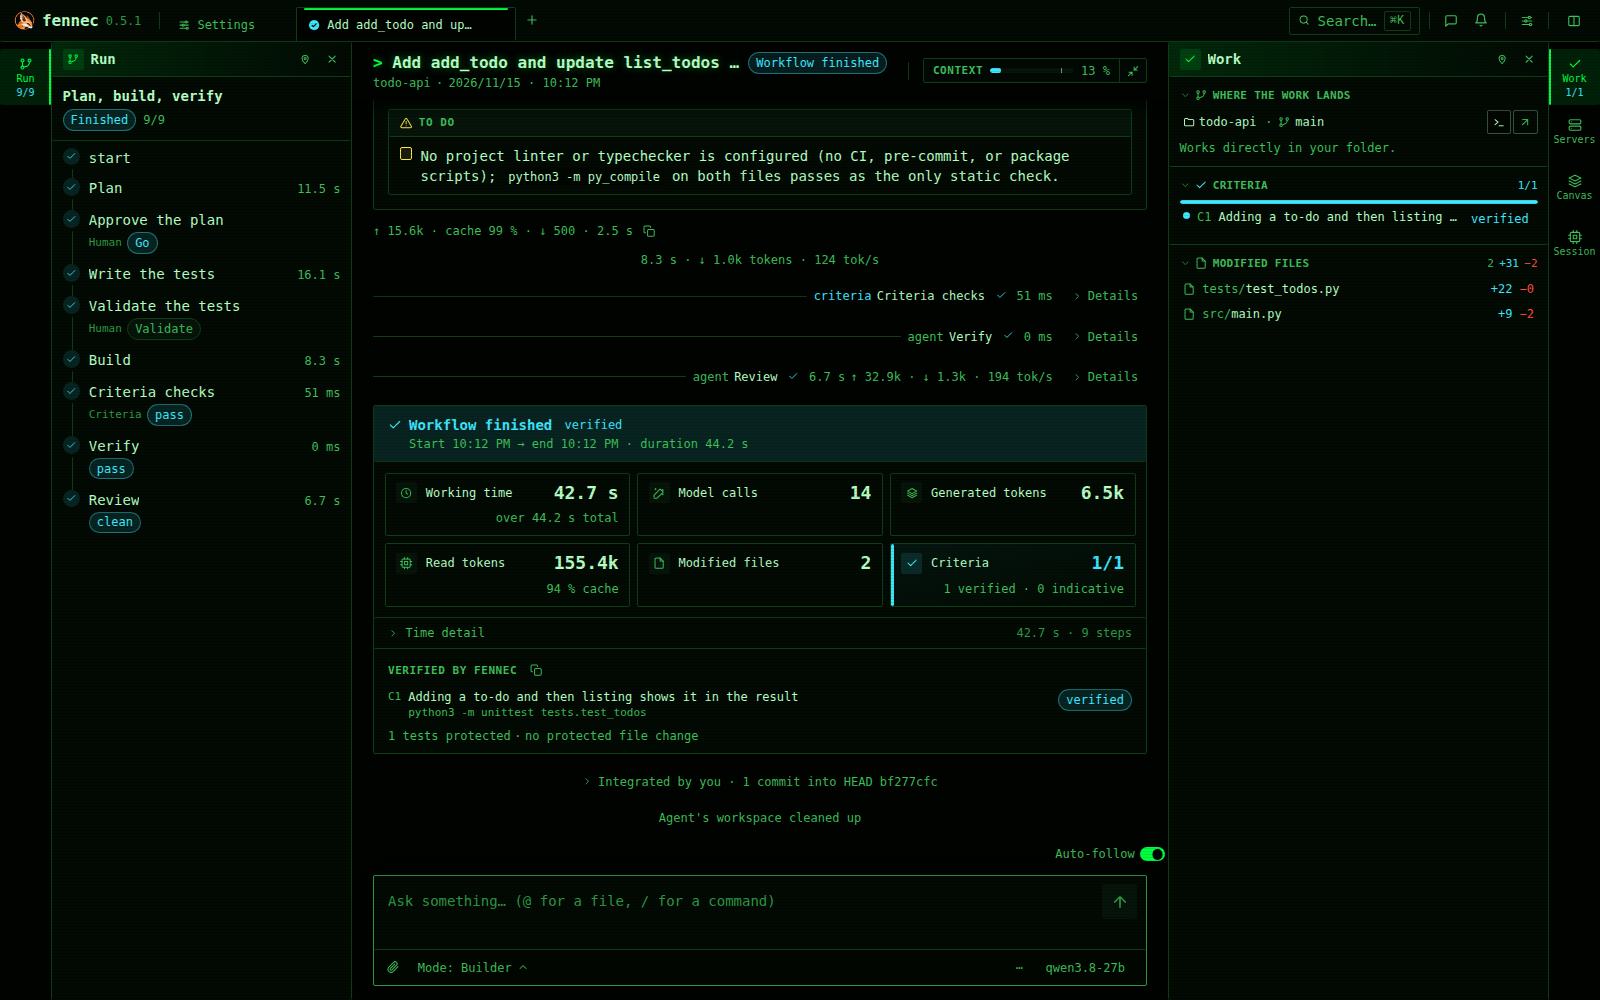 fennec 0.5.1
Settings
Add add_todo and up…
Search… ⌘K
Run
9/9
Run
Plan, build, verify
Finished 9/9
start
Plan 11.5 s
Approve the plan
Human Go
Write the tests 16.1 s
Validate the tests
Human Validate
Build 8.3 s
Criteria checks 51 ms
Criteria pass
Verify 0 ms
pass
Review 6.7 s
clean
> Add add_todo and update list_todos … Workflow finished
todo-api · 2026/11/15 · 10:12 PM
CONTEXT 13 %
TO DO
No project linter or typechecker is configured (no CI, pre-commit, or package
scripts); python3 -m py_compile on both files passes as the only static check.
↑ 15.6k · cache 99 % · ↓ 500 · 2.5 s
8.3 s · ↓ 1.0k tokens · 124 tok/s
criteria Criteria checks 51 ms Details
agent Verify 0 ms Details
agent Review 6.7 s ↑ 32.9k · ↓ 1.3k · 194 tok/s Details
Workflow finished verified
Start 10:12 PM → end 10:12 PM · duration 44.2 s
Working time 42.7 s
over 44.2 s total
Model calls 14
Generated tokens 6.5k
Read tokens 155.4k
94 % cache
Modified files 2
Criteria 1/1
1 verified · 0 indicative
Time detail 42.7 s · 9 steps
VERIFIED BY FENNEC
C1 Adding a to-do and then listing shows it in the result verified
python3 -m unittest tests.test_todos
1 tests protected · no protected file change
Integrated by you · 1 commit into HEAD bf277cfc
Agent's workspace cleaned up
Auto-follow
Ask something… (@ for a file, / for a command)
Mode: Builder
… qwen3.8-27b
Work
WHERE THE WORK LANDS
todo-api · main
Works directly in your folder.
CRITERIA 1/1
C1 Adding a to-do and then listing … verified
MODIFIED FILES 2 +31 −2
tests/test_todos.py +22 −0
src/main.py +9 −2
Work
1/1
Servers
Canvas
Session